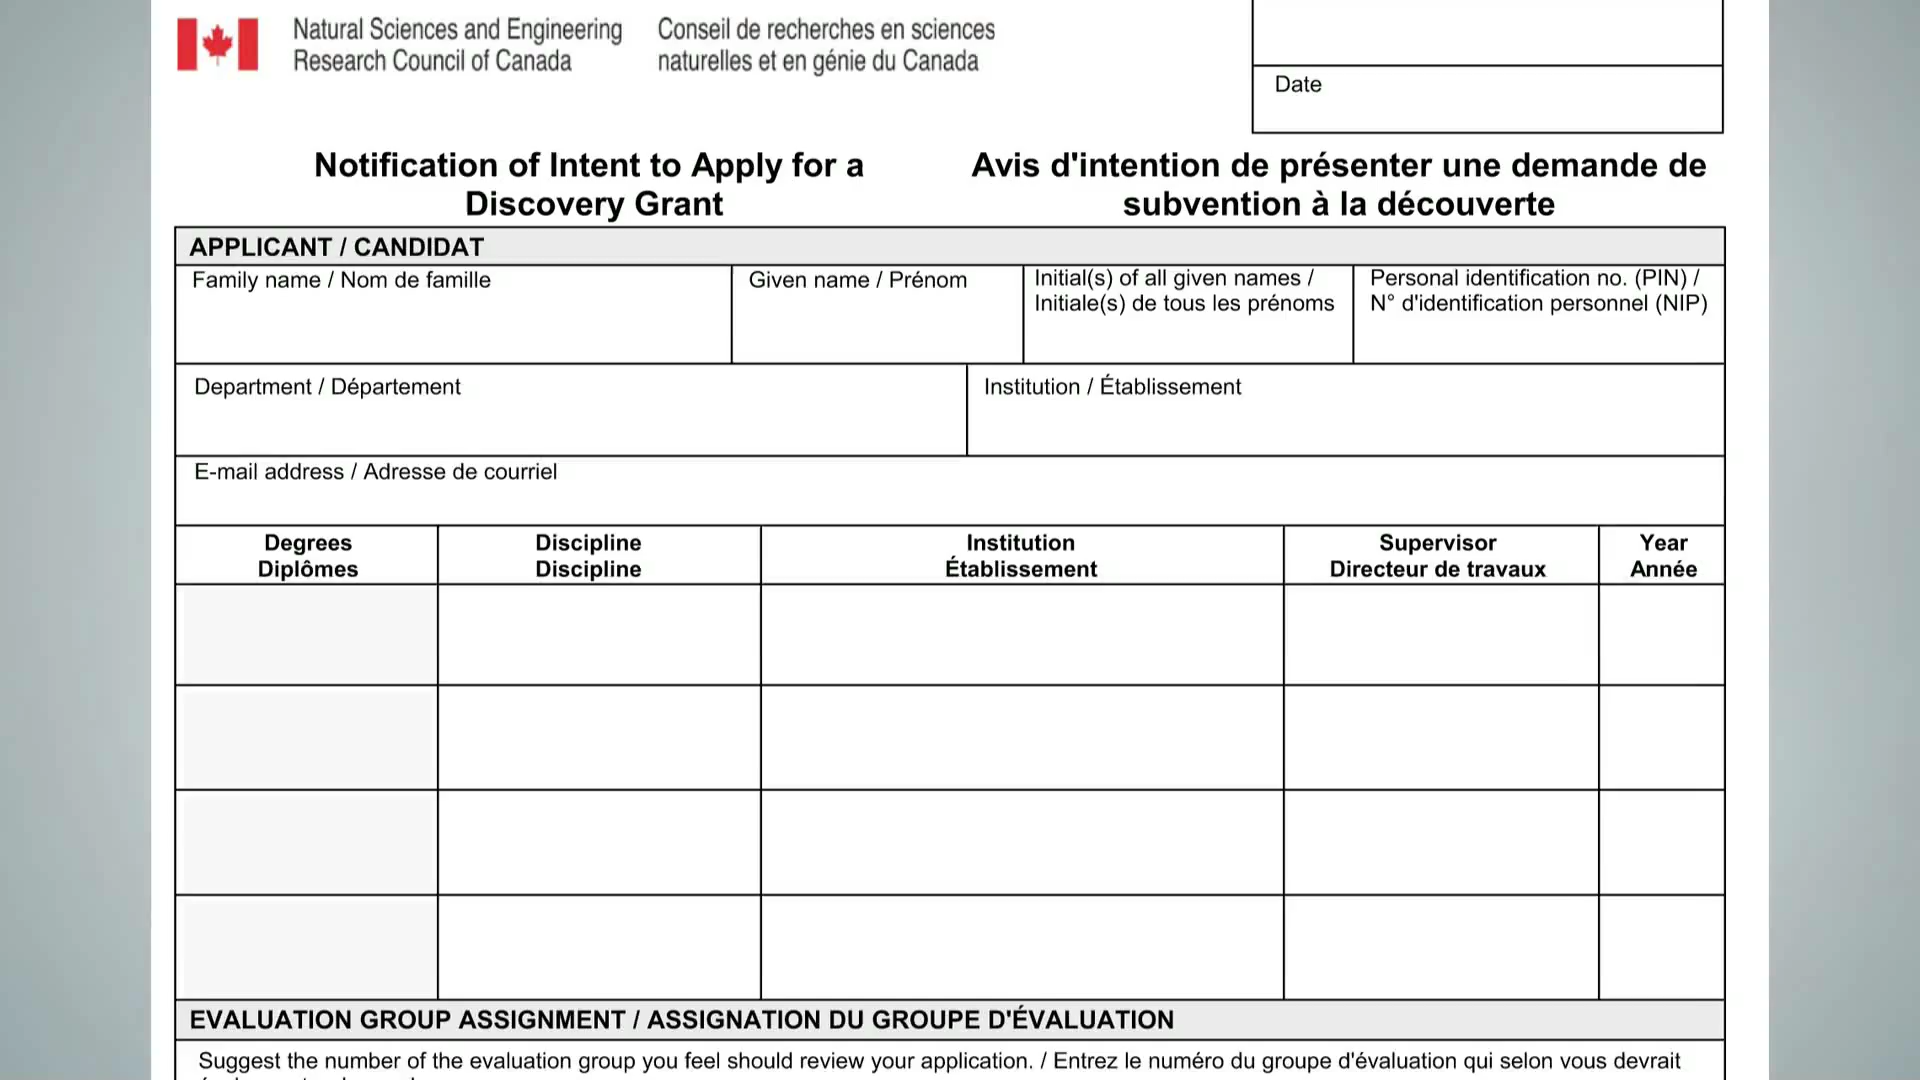 Natural Sciences and Engineering
Research Council of Canada
Conseil de recherches en sciences
naturelles et en génie du Canada
Date
Notification of Intent to Apply for a
Discovery Grant
Avis d'intention de présenter une demande de
subvention à la découverte
APPLICANT / CANDIDAT
Family name / Nom de famille
Given name / Prénom
Initial(s) of all given names /
Initiale(s) de tous les prénoms
Personal identification no. (PIN) /
N° d'identification personnel (NIP)
Department / Département
Institution / Établissement
E-mail address / Adresse de courriel
Degrees
Diplômes
Discipline
Discipline
Institution
Établissement
Supervisor
Directeur de travaux
Year
Année
EVALUATION GROUP ASSIGNMENT / ASSIGNATION DU GROUPE D'ÉVALUATION
Suggest the number of the evaluation group you feel should review your application. / Entrez le numéro du groupe d'évaluation qui selon vous devrait